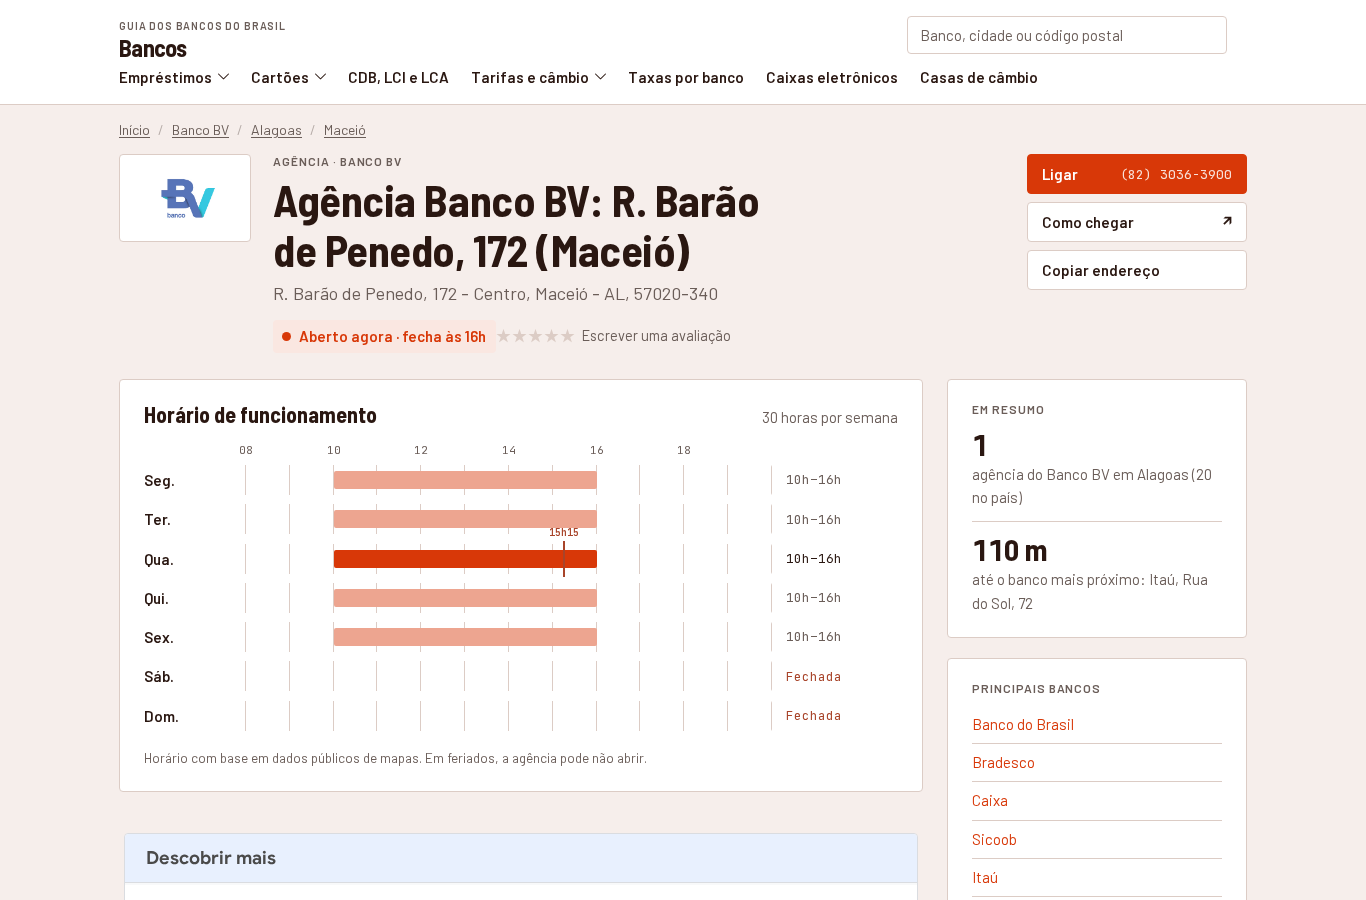 GUIA DOS BANCOS DO BRASIL
Bancos
Banco, cidade ou código postal
Empréstimos
Cartões
CDB, LCI e LCA
Tarifas e câmbio
Taxas por banco
Caixas eletrônicos
Casas de câmbio
Início / Banco BV / Alagoas / Maceió
BV
banco
AGÊNCIA · BANCO BV
Agência Banco BV: R. Barão
de Penedo, 172 (Maceió)
R. Barão de Penedo, 172 – Centro, Maceió – AL, 57020-340
Aberto agora · fecha às 16h
★★★★★ Escrever uma avaliação
Ligar (82) 3036-3900
Como chegar
Copiar endereço
Horário de funcionamento
30 horas por semana
08 10 12 14 16 18
Seg. 10h–16h
Ter. 10h–16h
15h15
Qua. 10h–16h
Qui. 10h–16h
Sex. 10h–16h
Sáb. Fechada
Dom. Fechada
Horário com base em dados públicos de mapas. Em feriados, a agência pode não abrir.
Descobrir mais
EM RESUMO
1
agência do Banco BV em Alagoas (20
no país)
110 m
até o banco mais próximo: Itaú, Rua
do Sol, 72
PRINCIPAIS BANCOS
Banco do Brasil
Bradesco
Caixa
Sicoob
Itaú